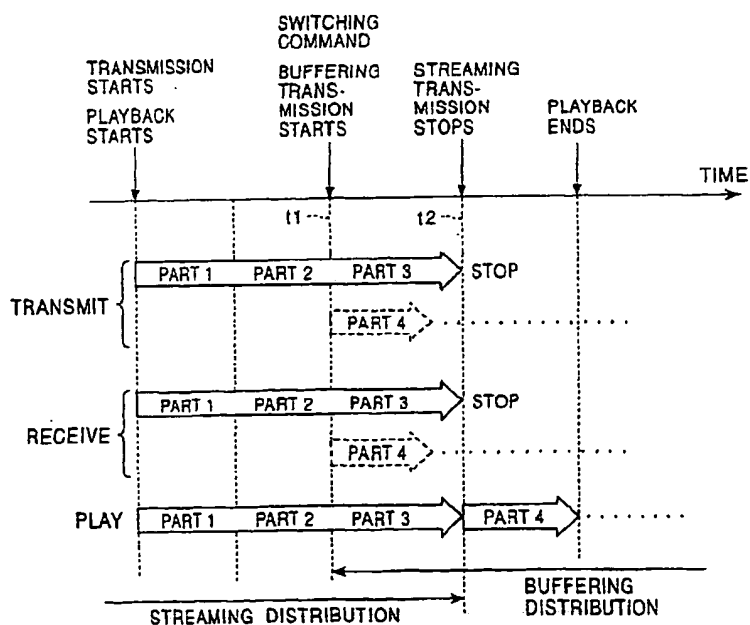 TRANSMISSION
STARTS
PLAYBACK
STARTS
SWITCHING
COMMAND
BUFFERING
TRANS-
MISSION
STARTS
STREAMING
TRANS-
MISSION
STOPS
PLAYBACK
ENDS
TIME
t1
t2
TRANSMIT
PART 1 PART 2 PART 3 STOP
PART 4
RECEIVE
PART 1 PART 2 PART 3 STOP
PART 4
PLAY PART 1 PART 2 PART 3 PART 4
STREAMING DISTRIBUTION
BUFFERING
DISTRIBUTION